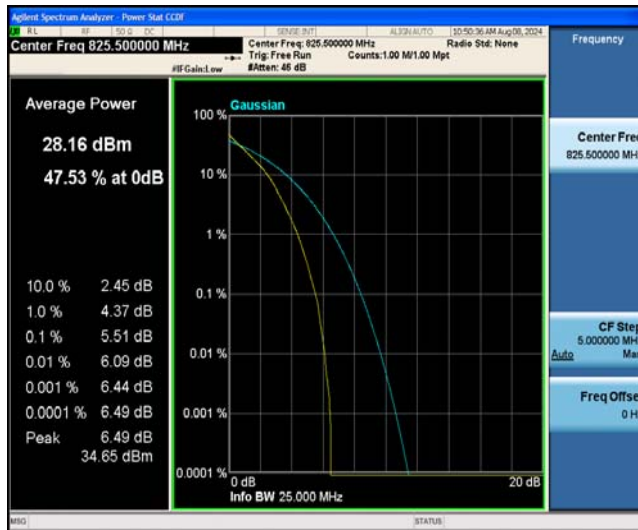 Agilent Spectrum Analyzer - Power Stat CCDF
RL RF 50 Ω DC SENSE:INT ALIGN AUTO 10:50:36 AM Aug 08, 2024
Center Freq 825.500000 MHz
Center Freq: 825.500000 MHz Radio Std: None
Trig: Free Run Counts:1.00 M/1.00 Mpt
#IFGain:Low #Atten: 46 dB
Frequency
Average Power
28.16 dBm
47.53 % at 0dB
10.0 % 2.45 dB
1.0 % 4.37 dB
0.1 % 5.51 dB
0.01 % 6.09 dB
0.001 % 6.44 dB
0.0001 % 6.49 dB
Peak 6.49 dB
34.65 dBm
Gaussian
100 %
10 %
1 %
0.1 %
0.01 %
0.001 %
0.0001 %
0 dB 20 dB
Info BW 25.000 MHz
Center Fre
825.500000 MH
CF Step
5.000000 MH
Auto Ma
Freq Offse
0 H
MSG STATUS